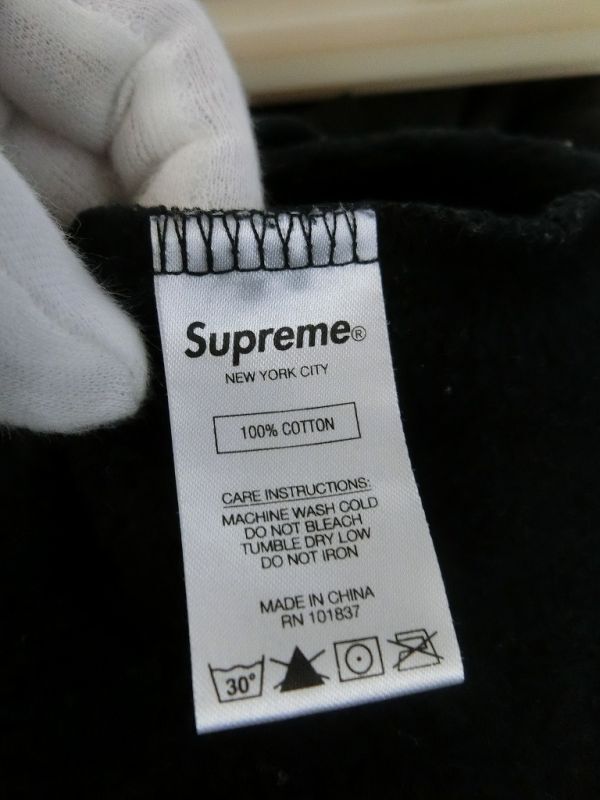 Supreme®
NEW YORK CITY
100% COTTON
CARE INSTRUCTIONS:
MACHINE WASH COLD
DO NOT BLEACH
TUMBLE DRY LOW
DO NOT IRON
MADE IN CHINA
RN 101837
30°